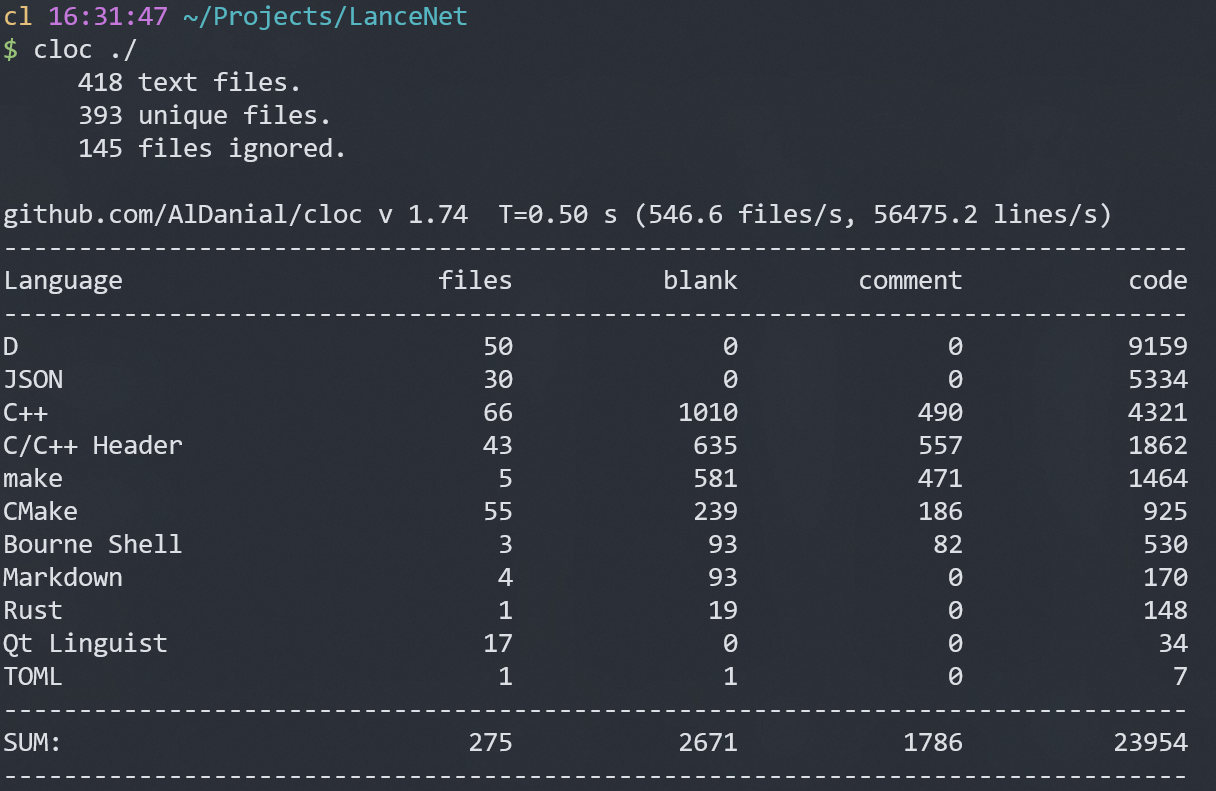 cl 16:31:47 ~/Projects/LanceNet
$ cloc ./
     418 text files.
     393 unique files.
     145 files ignored.

github.com/AlDanial/cloc v 1.74  T=0.50 s (546.6 files/s, 56475.2 lines/s)
-------------------------------------------------------------------------------
Language                     files          blank        comment           code
-------------------------------------------------------------------------------
D                               50              0              0           9159
JSON                            30              0              0           5334
C++                             66           1010            490           4321
C/C++ Header                    43            635            557           1862
make                             5            581            471           1464
CMake                           55            239            186            925
Bourne Shell                     3             93             82            530
Markdown                         4             93              0            170
Rust                             1             19              0            148
Qt Linguist                     17              0              0             34
TOML                             1              1              0              7
-------------------------------------------------------------------------------
SUM:                           275           2671           1786          23954
-------------------------------------------------------------------------------